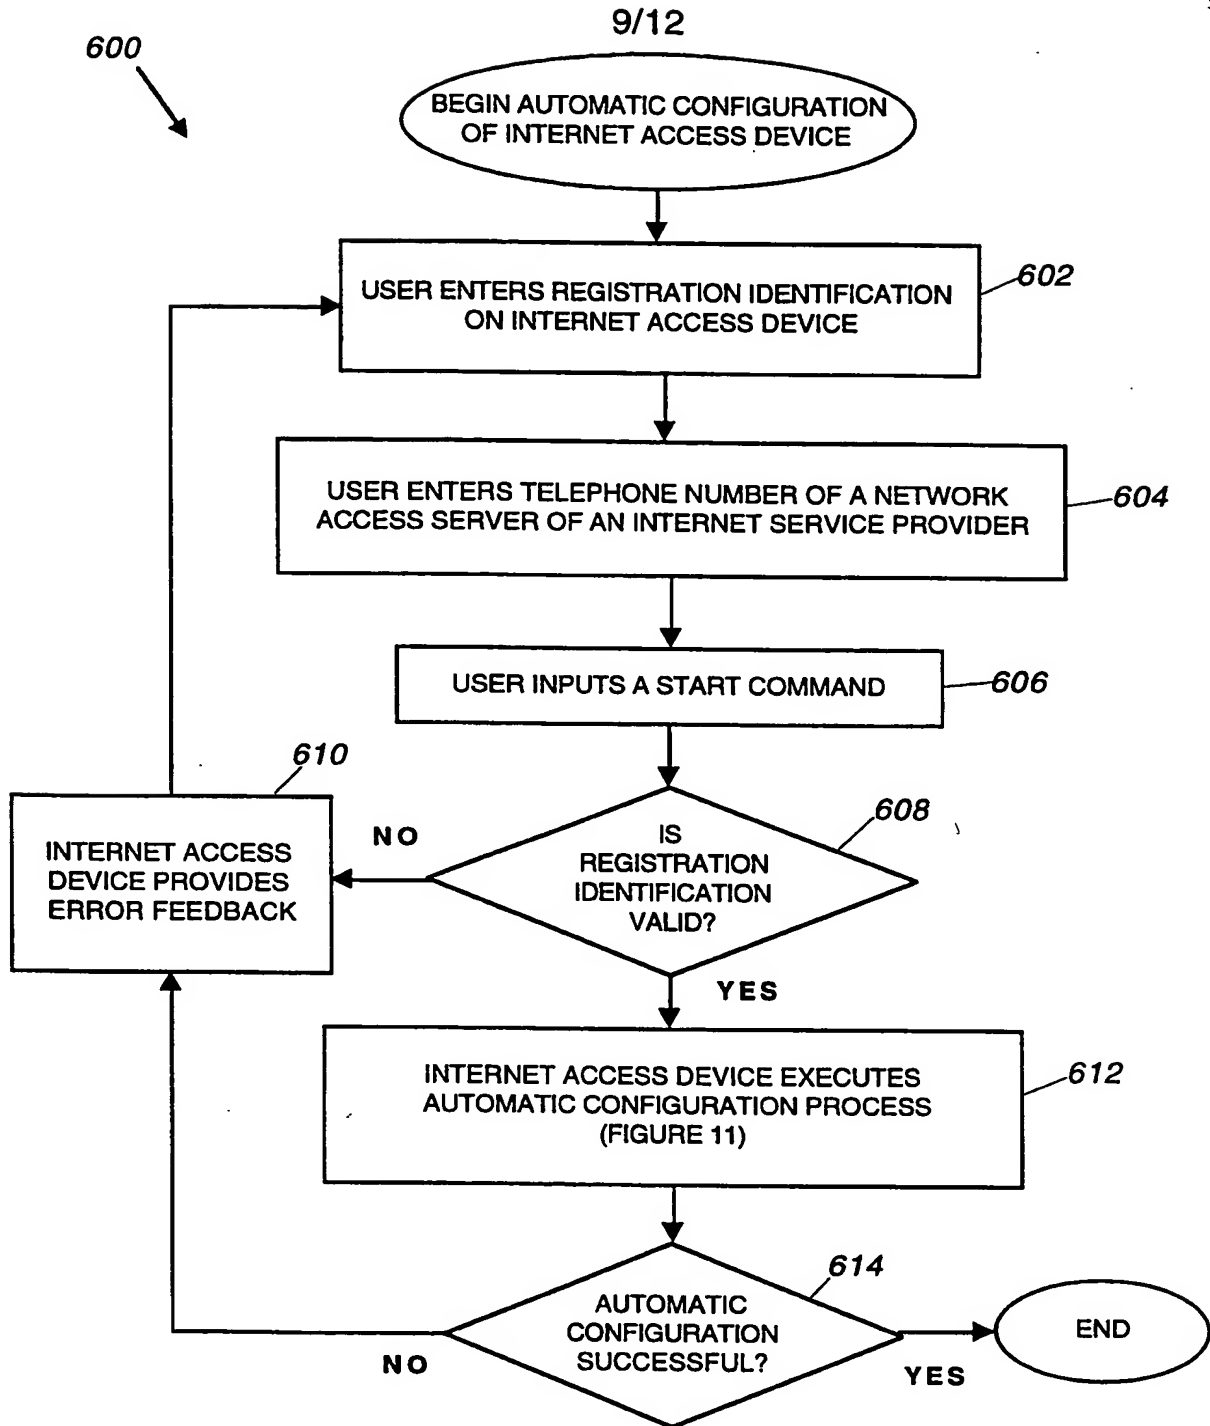 9/12
600
BEGIN AUTOMATIC CONFIGURATION
OF INTERNET ACCESS DEVICE
602
USER ENTERS REGISTRATION IDENTIFICATION
ON INTERNET ACCESS DEVICE
604
USER ENTERS TELEPHONE NUMBER OF A NETWORK
ACCESS SERVER OF AN INTERNET SERVICE PROVIDER
USER INPUTS A START COMMAND
606
610
608
NO
IS
REGISTRATION
IDENTIFICATION
VALID?
INTERNET ACCESS
DEVICE PROVIDES
ERROR FEEDBACK
YES
612
INTERNET ACCESS DEVICE EXECUTES
AUTOMATIC CONFIGURATION PROCESS
(FIGURE 11)
614
AUTOMATIC
CONFIGURATION
SUCCESSFUL?
END
NO
YES